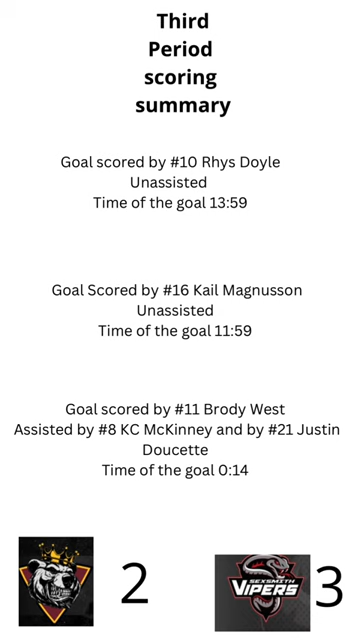 Third
Period
scoring
summary
Goal scored by #10 Rhys Doyle
Unassisted
Time of the goal 13:59
Goal Scored by #16 Kail Magnusson
Unassisted
Time of the goal 11:59
Goal scored by #11 Brody West
Assisted by #8 KC McKinney and by #21 Justin
Doucette
Time of the goal 0:14
2
SEXSMITH
VIPERS
3